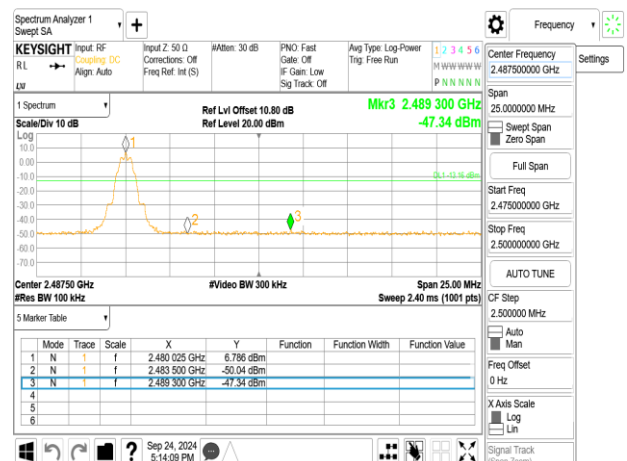 Spectrum Analyzer 1
Swept SA
Frequency
KEYSIGHT
RL
LXI
Input: RF
Coupling: DC
Align: Auto
Input Z: 50 Ω
Corrections: Off
Freq Ref: Int (S)
#Atten: 30 dB
PNO: Fast
Gate: Off
IF Gain: Low
Sig Track: Off
Avg Type: Log-Power
Trig: Free Run
1 2 3 4 5 6
M W W W W W
P N N N N N
Center Frequency
2.487500000 GHz
Settings
Span
25.0000000 MHz
Swept Span
Zero Span
Full Span
Start Freq
2.475000000 GHz
Stop Freq
2.500000000 GHz
AUTO TUNE
CF Step
2.500000 MHz
Auto
Man
Freq Offset
0 Hz
X Axis Scale
Log
Lin
Signal Track
(Span Zoom)
1 Spectrum
Scale/Div 10 dB
Ref Lvl Offset 10.80 dB
Ref Level 20.00 dBm
Mkr3 2.489 300 GHz
-47.34 dBm
Log
10.0
0.00
-10.0
-20.0
-30.0
-40.0
-50.0
-60.0
-70.0
1
2
3
DL1 -13.16 dBm
Center 2.48750 GHz
#Res BW 100 kHz
#Video BW 300 kHz
Span 25.00 MHz
Sweep 2.40 ms (1001 pts)
5 Marker Table
Mode Trace Scale X Y Function Function Width Function Value
1 N 1 f 2.480 025 GHz 6.786 dBm
2 N 1 f 2.483 500 GHz -50.04 dBm
3 N 1 f 2.489 300 GHz -47.34 dBm
4
5
6
?
Sep 24, 2024
5:14:09 PM